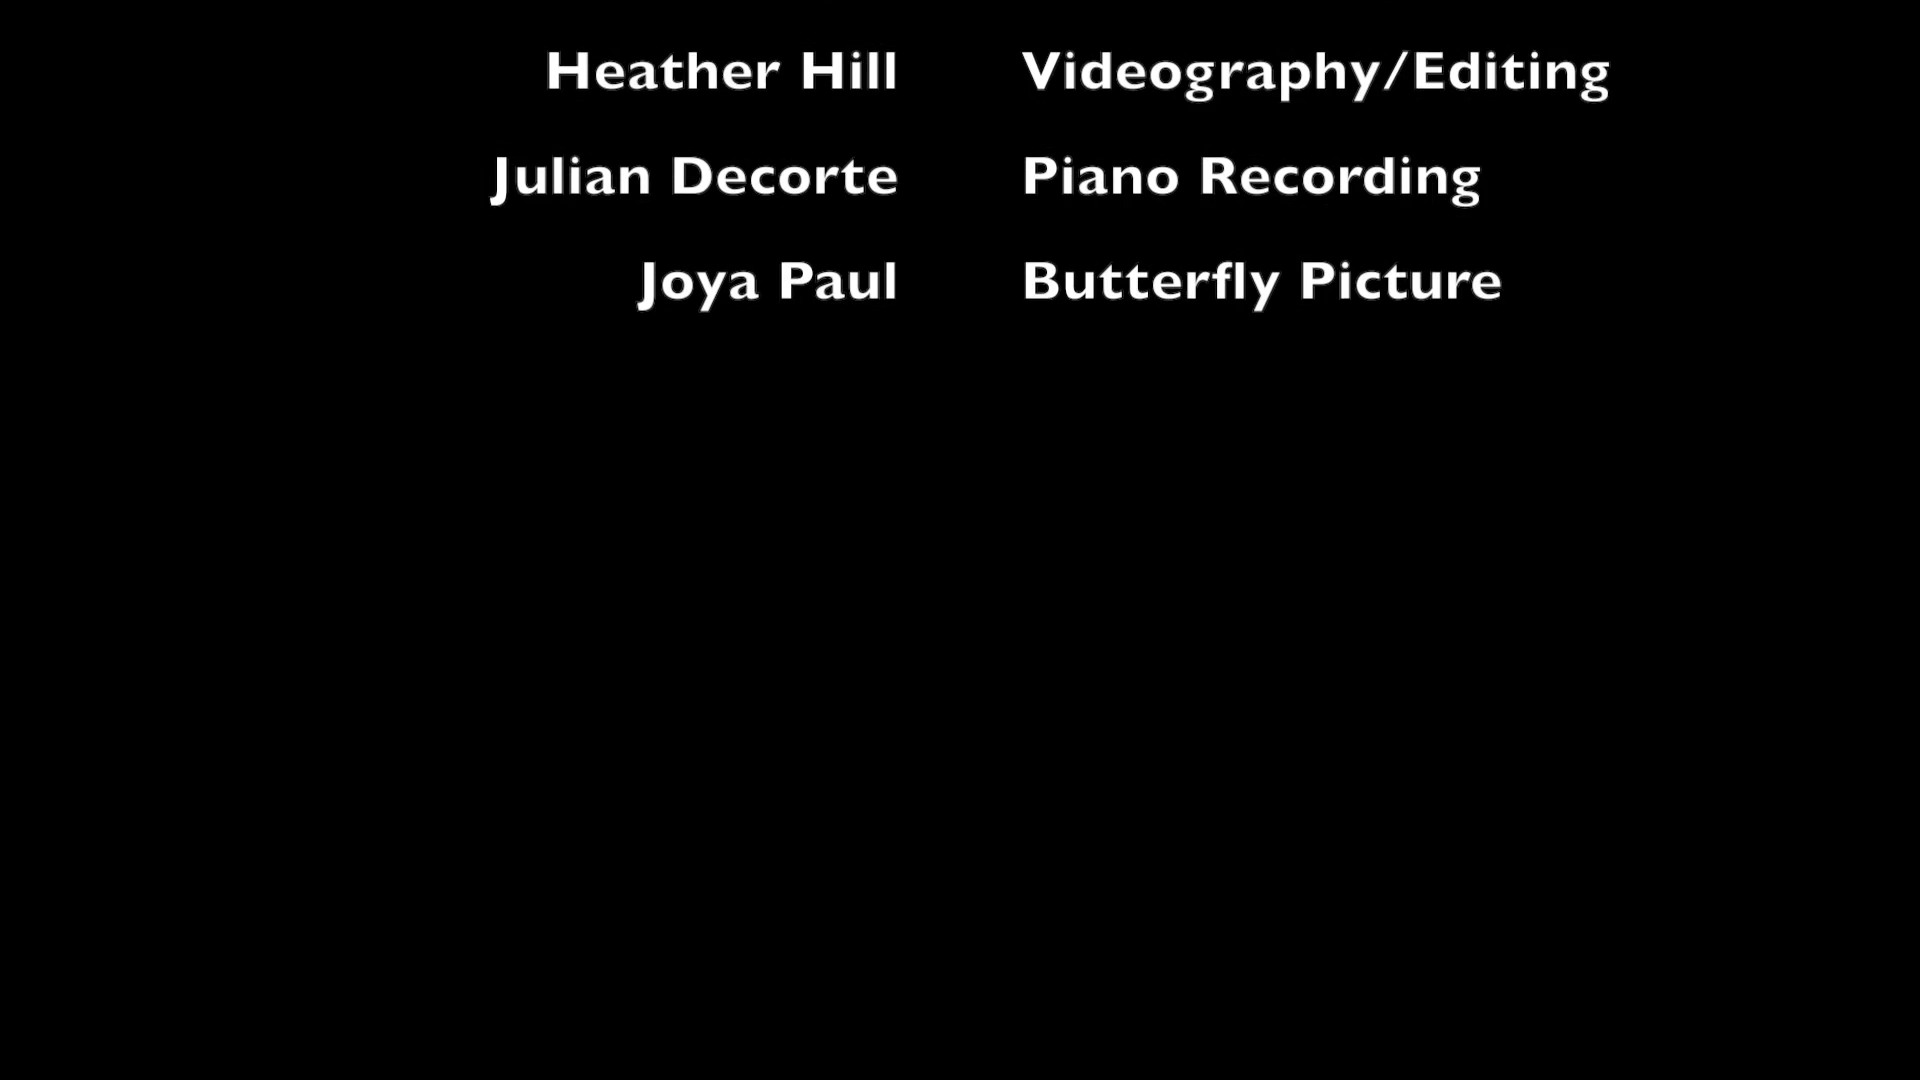 Heather Hill Videography/Editing
Julian Decorte Piano Recording
Joya Paul Butterfly Picture